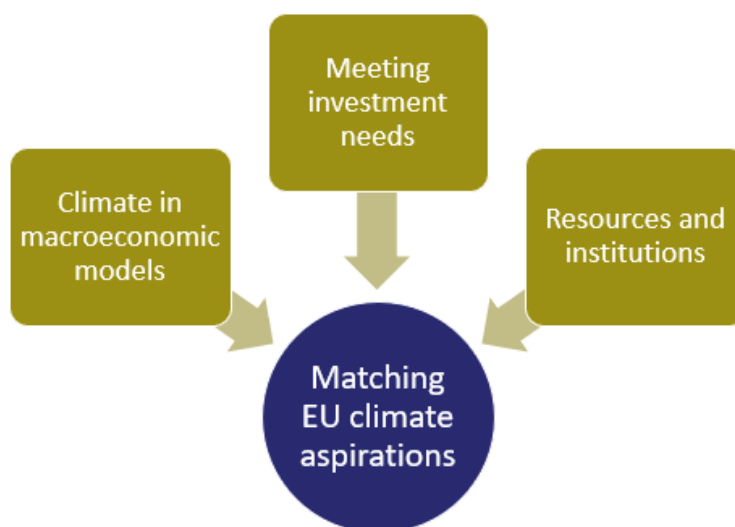 Meeting
investment
needs
Climate in
macroeconomic
models
Resources and
institutions
Matching
EU climate
aspirations